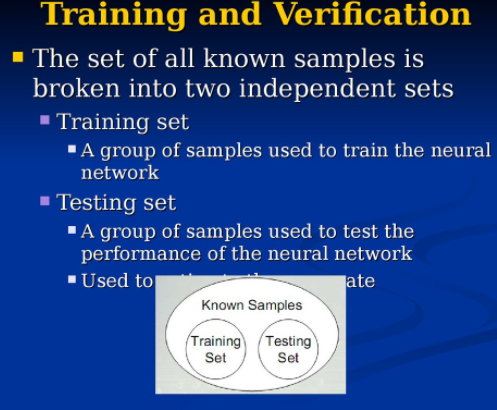 Training and Verification
The set of all known samples is
broken into two independent sets
Training set
A group of samples used to train the neural
network
Testing set
A group of samples used to test the
performance of the neural network
Used to
Known Samples
Training Testing
Set Set